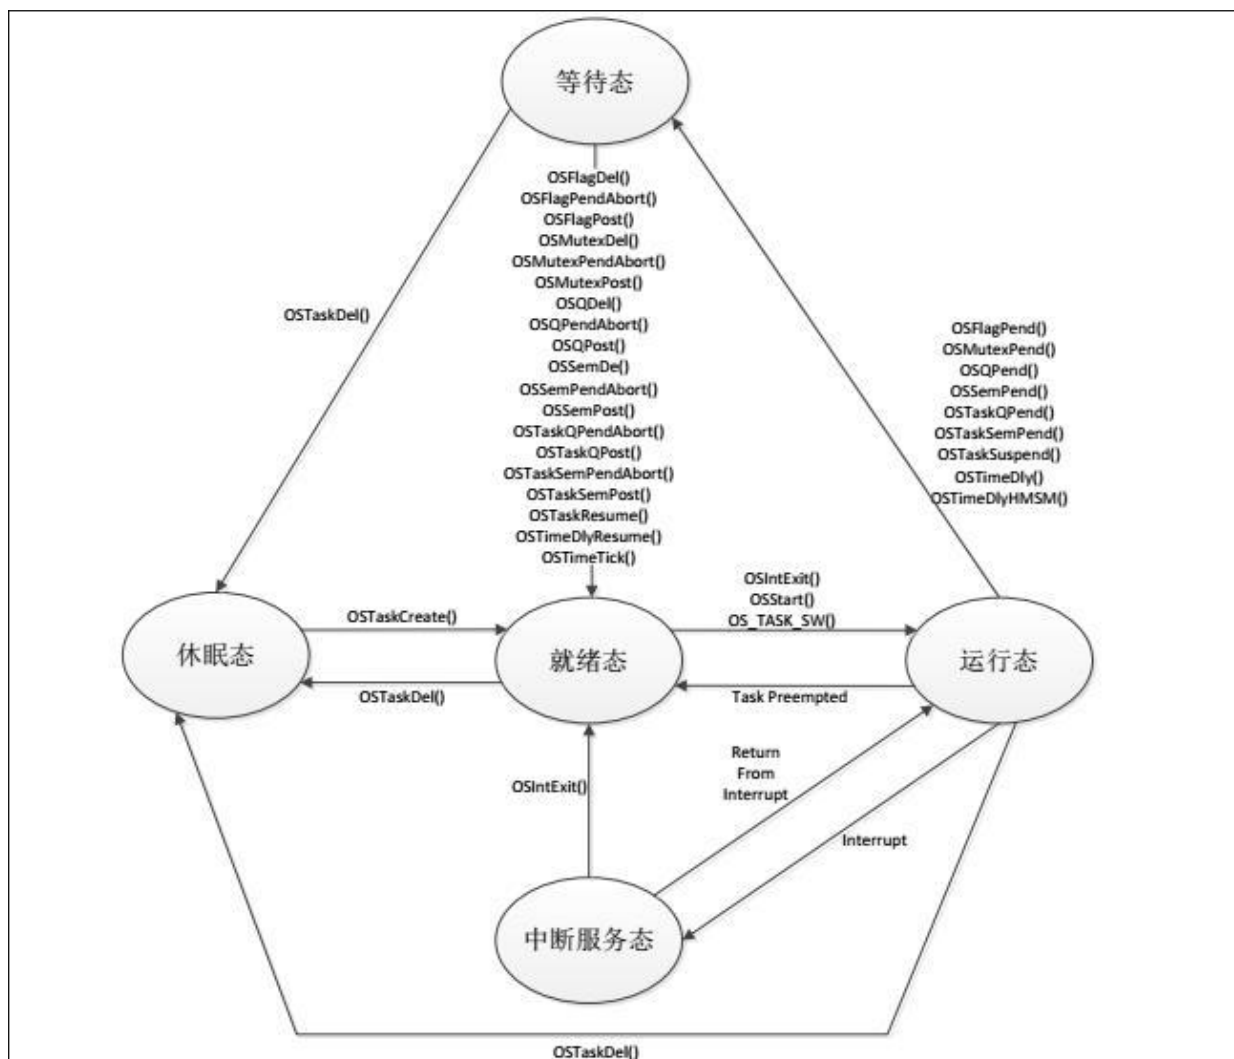 等待态
OSFlagDel()
OSFlagPendAbort()
OSFlagPost()
OSMutexDel()
OSMutexPendAbort()
OSMutexPost()
OSQDel()
OSQPendAbort()
OSQPost()
OSSemDe()
OSSemPendAbort()
OSSemPost()
OSTaskQPendAbort()
OSTaskQPost()
OSTaskSemPendAbort()
OSTaskSemPost()
OSTaskResume()
OSTimeDlyResume()
OSTimeTick()
OSTaskDel()
OSFlagPend()
OSMutexPend()
OSQPend()
OSSemPend()
OSTaskQPend()
OSTaskSemPend()
OSTaskSuspend()
OSTimeDly()
OSTimeDlyHMSM()
休眠态
OSTaskCreate()
OSTaskDel()
就绪态
OSIntExit()
OSStart()
OS_TASK_SW()
Task Preempted
运行态
OSIntExit()
Return
From
Interrupt
Interrupt
中断服务态
OSTaskDel()